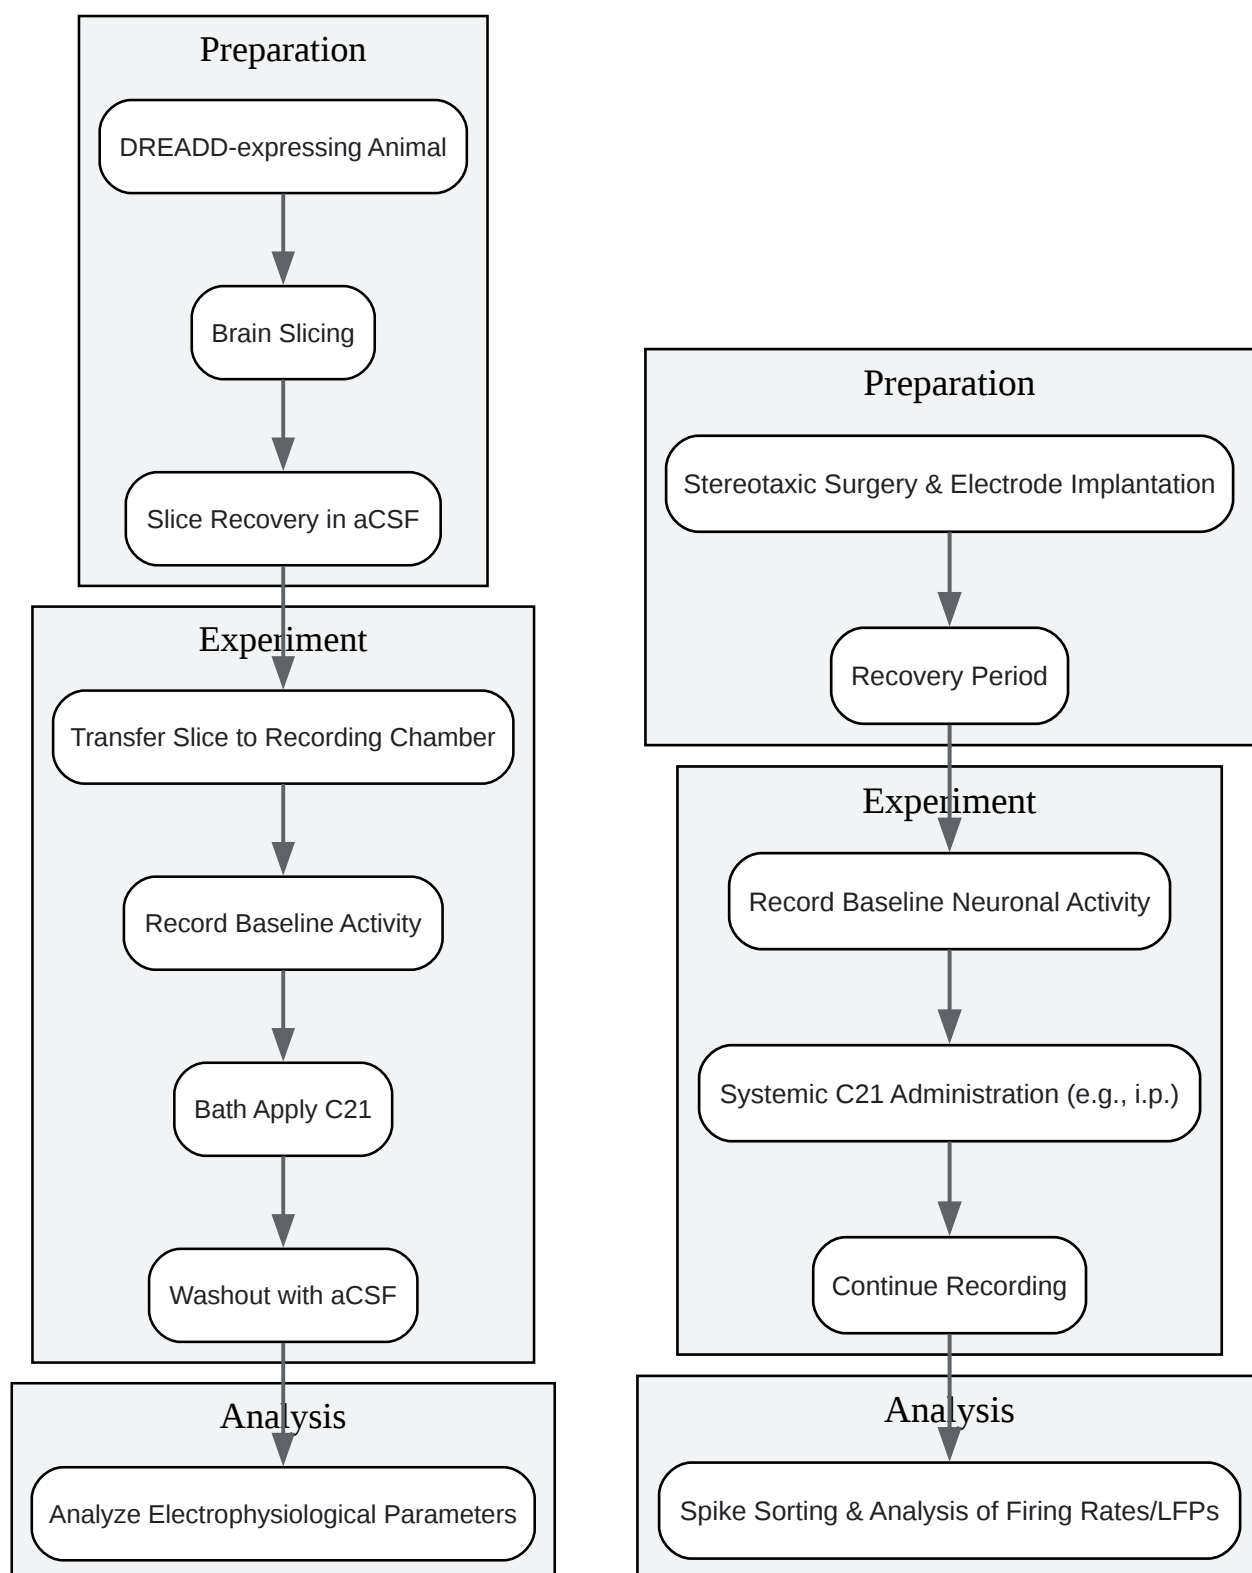 Preparation
DREADD-expressing Animal
Brain Slicing
Slice Recovery in aCSF
Experiment
Transfer Slice to Recording Chamber
Record Baseline Activity
Bath Apply C21
Washout with aCSF
Analysis
Analyze Electrophysiological Parameters
Preparation
Stereotaxic Surgery & Electrode Implantation
Recovery Period
Experiment
Record Baseline Neuronal Activity
Systemic C21 Administration (e.g., i.p.)
Continue Recording
Analysis
Spike Sorting & Analysis of Firing Rates/LFPs